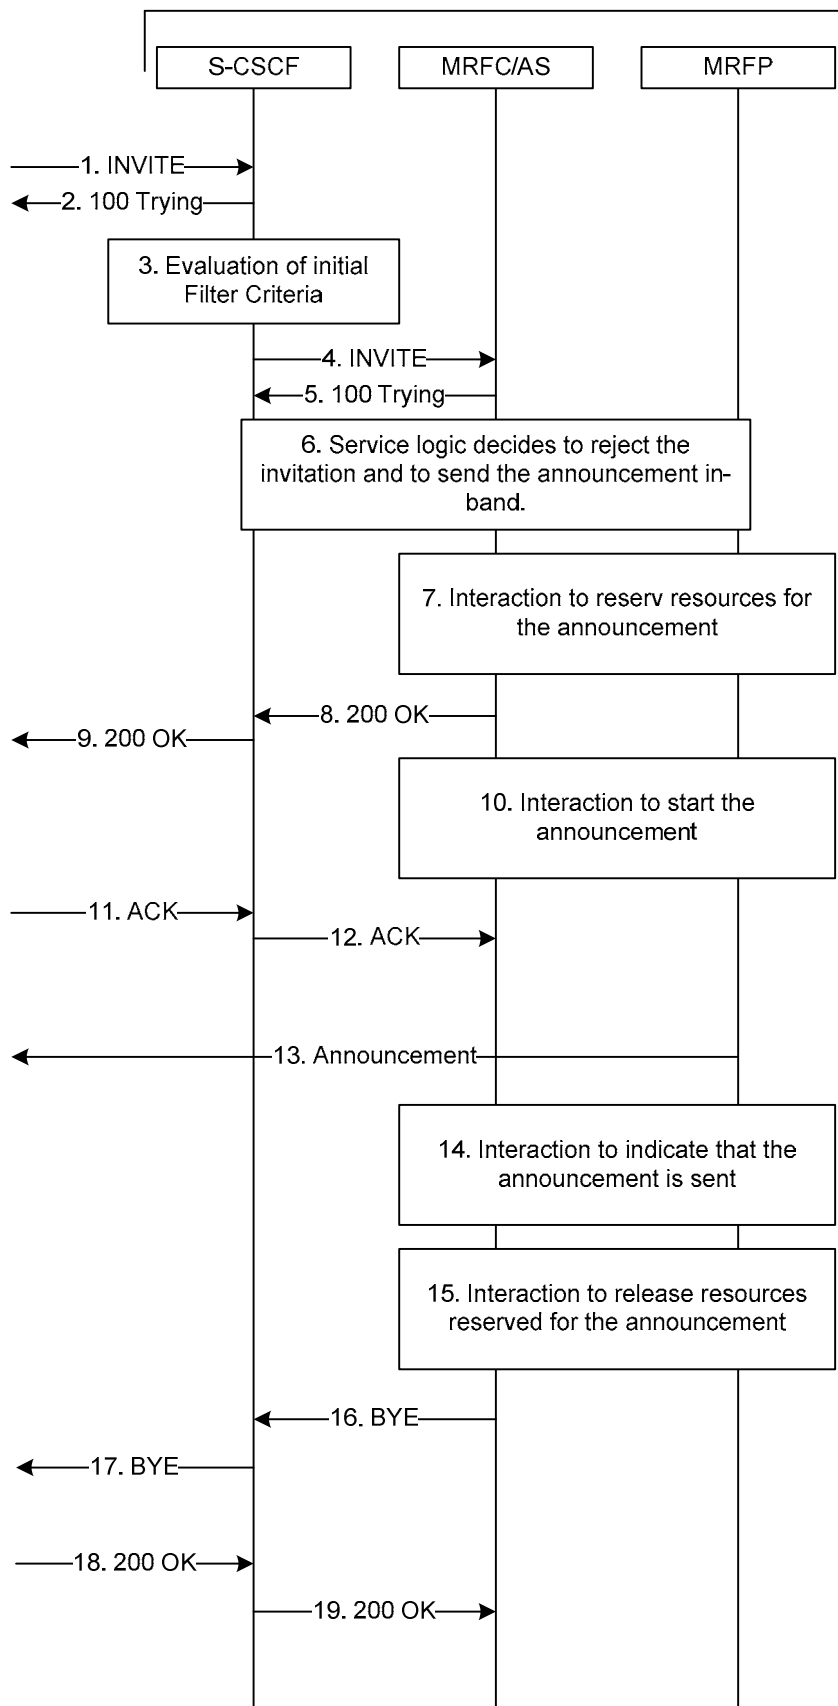 S-CSCF
MRFC/AS
MRFP
1. INVITE
2. 100 Trying
3. Evaluation of initial
Filter Criteria
4. INVITE
5. 100 Trying
6. Service logic decides to reject the
invitation and to send the announcement in-
band.
7. Interaction to reserv resources for
the announcement
8. 200 OK
9. 200 OK
10. Interaction to start the
announcement
11. ACK
12. ACK
13. Announcement
14. Interaction to indicate that the
announcement is sent
15. Interaction to release resources
reserved for the announcement
16. BYE
17. BYE
18. 200 OK
19. 200 OK